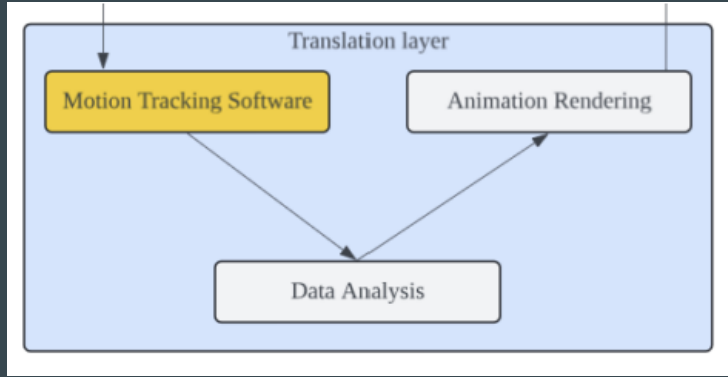 Translation layer
Motion Tracking Software
Animation Rendering
Data Analysis